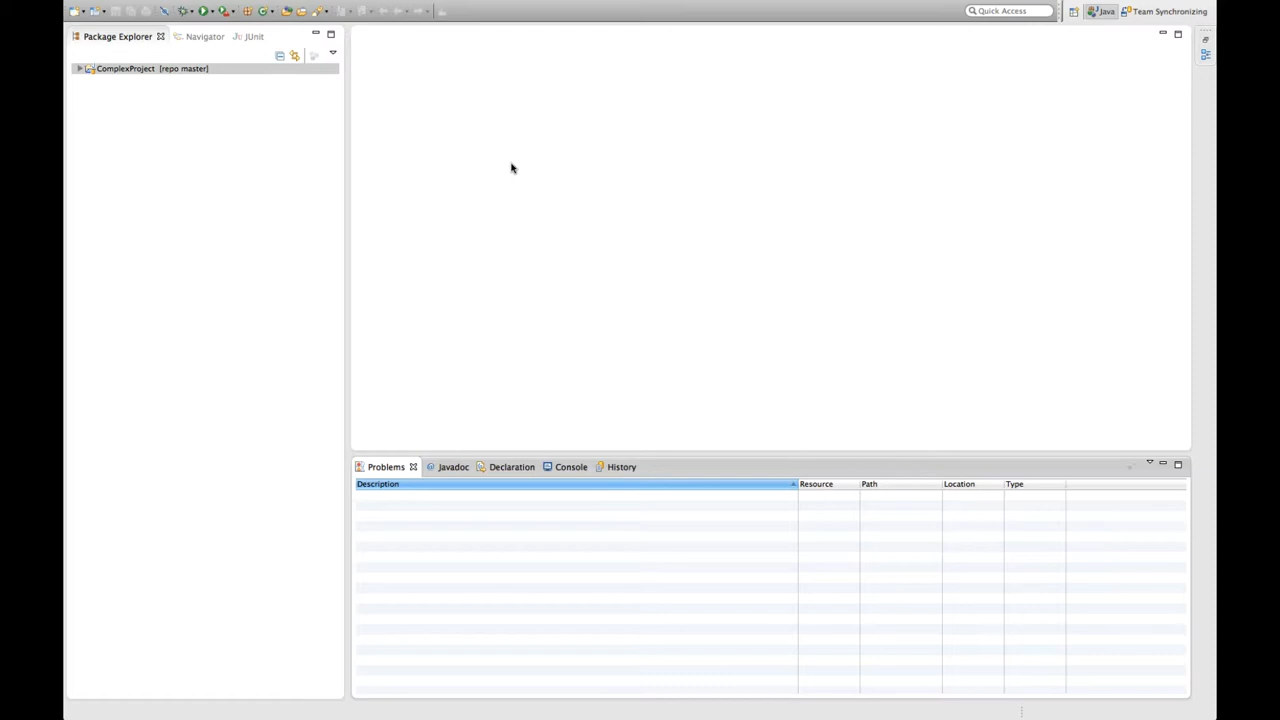 Quick Access
Java
Team Synchronizing
Package Explorer
Navigator
JUnit
ComplexProject [repo master]
Problems
Javadoc
Declaration
Console
History
Description
Resource
Path
Location
Type